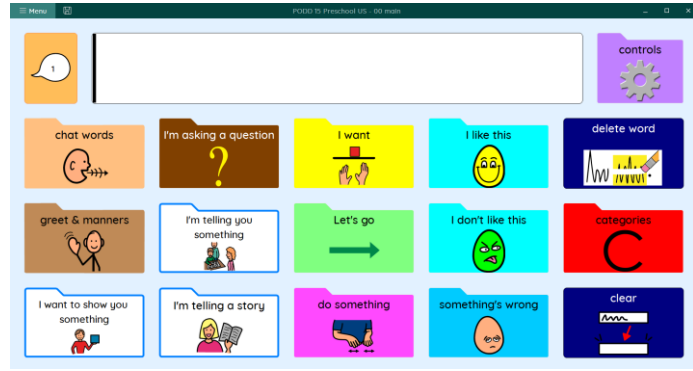 Menu
PODD 15 Preschool US - 00 main
1
controls
chat words
I'm asking a question
I want
I like this
delete word
greet & manners
I'm telling you
something
Let's go
I don't like this
categories
C
I want to show you
something
I'm telling a story
do something
something's wrong
clear